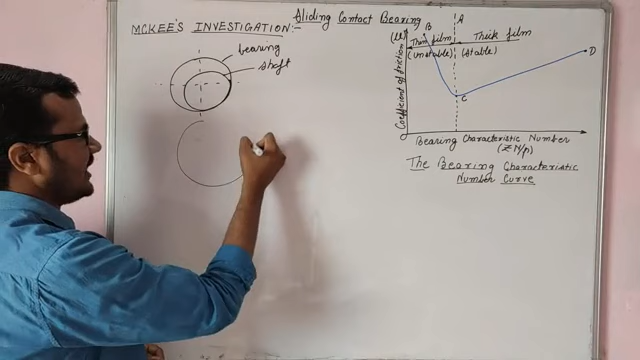 Sliding Contact Bearing
MCKEE'S INVESTIGATION:-
bearing
shaft
A
B
(μ)
Thin film
Thick film
(Unstable)
(Stable)
D
C
Coefficient of friction
O
Bearing Characteristic Number
(ZN/p)
The Bearing Characteristic
Number Curve